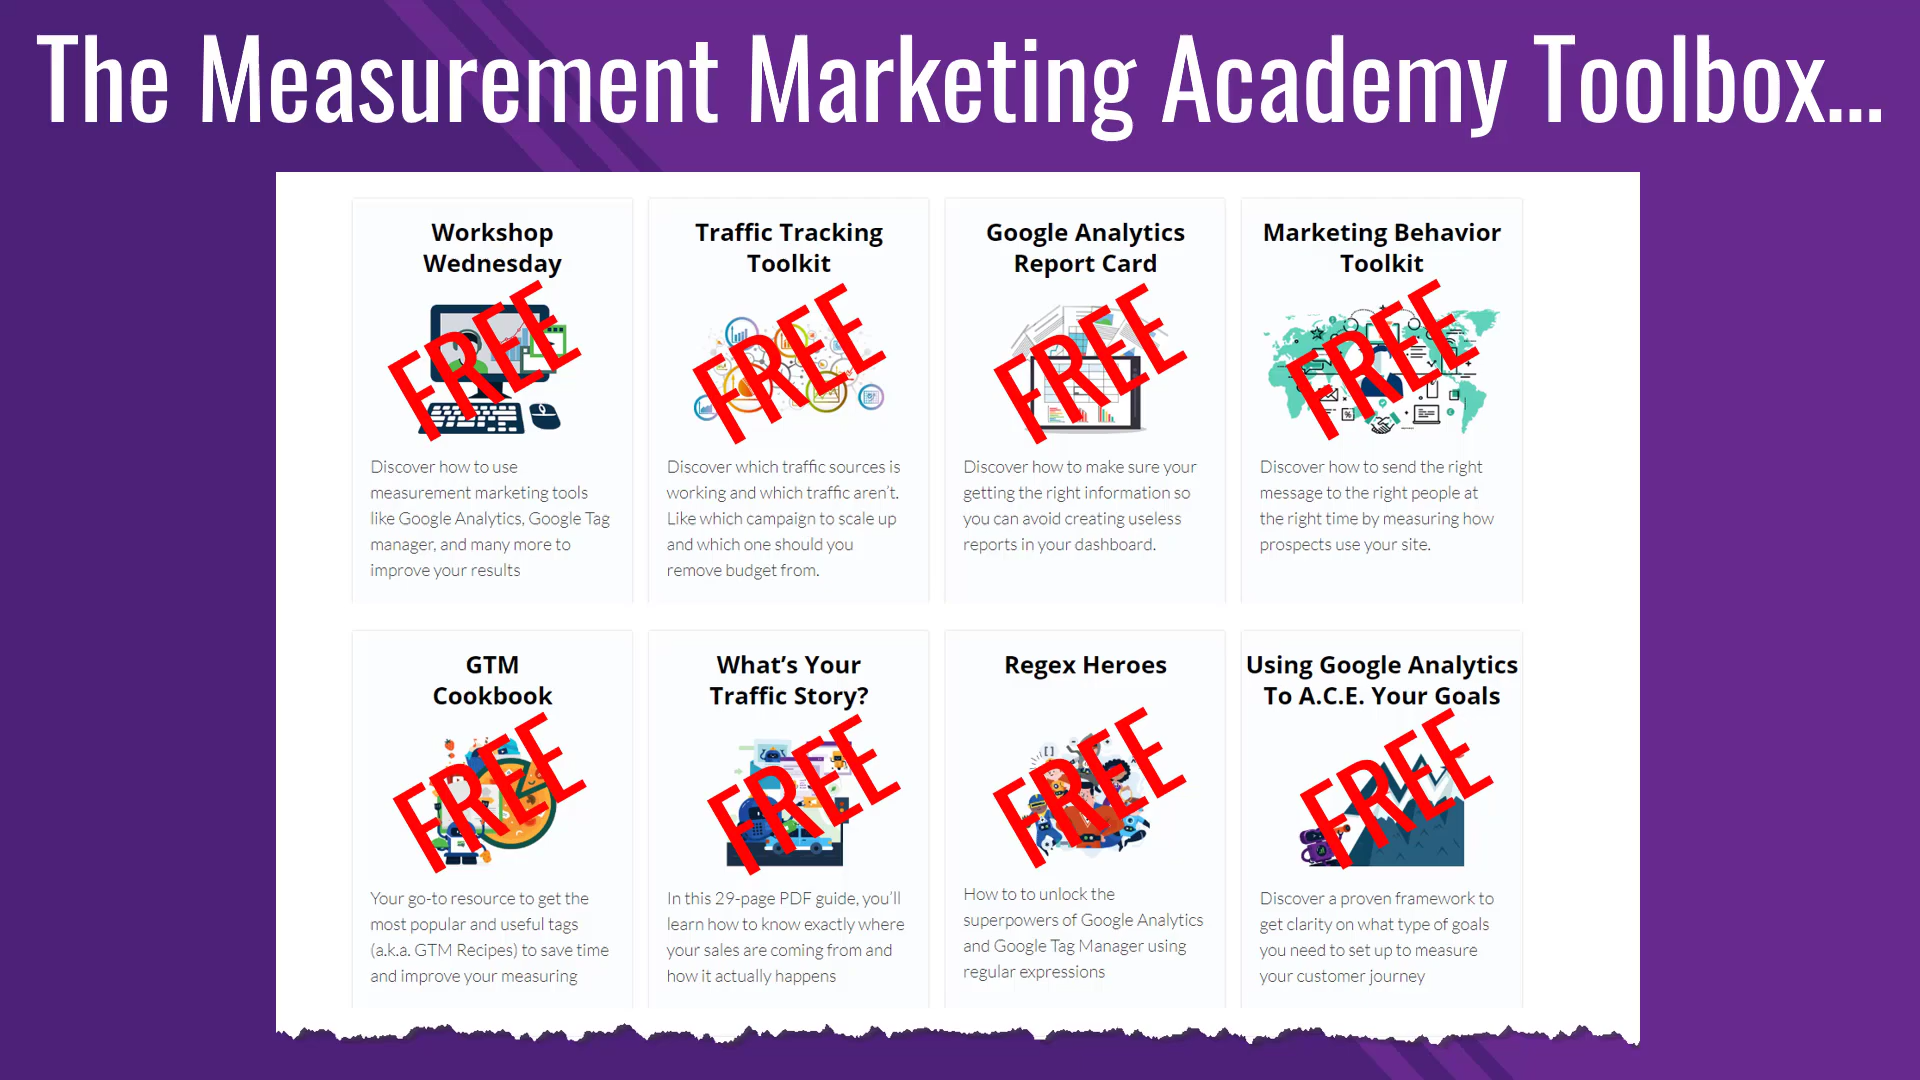 The Measurement Marketing Academy Toolbox...
Workshop
Wednesday
FREE
Discover how to use
measurement marketing tools
like Google Analytics, Google Tag
manager, and many more to
improve your results
Traffic Tracking
Toolkit
FREE
Discover which traffic sources is
working and which traffic aren't.
Like which campaign to scale up
and which one should you
remove budget from.
Google Analytics
Report Card
FREE
Discover how to make sure your
getting the right information so
you can avoid creating useless
reports in your dashboard.
Marketing Behavior
Toolkit
FREE
Discover how to send the right
message to the right people at
the right time by measuring how
prospects use your site.
GTM
Cookbook
FREE
Your go-to resource to get the
most popular and useful tags
(a.k.a. GTM Recipes) to save time
and improve your measuring
What's Your
Traffic Story?
FREE
In this 29-page PDF guide, you'll
learn how to know exactly where
your sales are coming from and
how it actually happens
Regex Heroes
FREE
How to to unlock the
superpowers of Google Analytics
and Google Tag Manager using
regular expressions
Using Google Analytics
To A.C.E. Your Goals
FREE
Discover a proven framework to
get clarity on what type of goals
you need to set up to measure
your customer journey